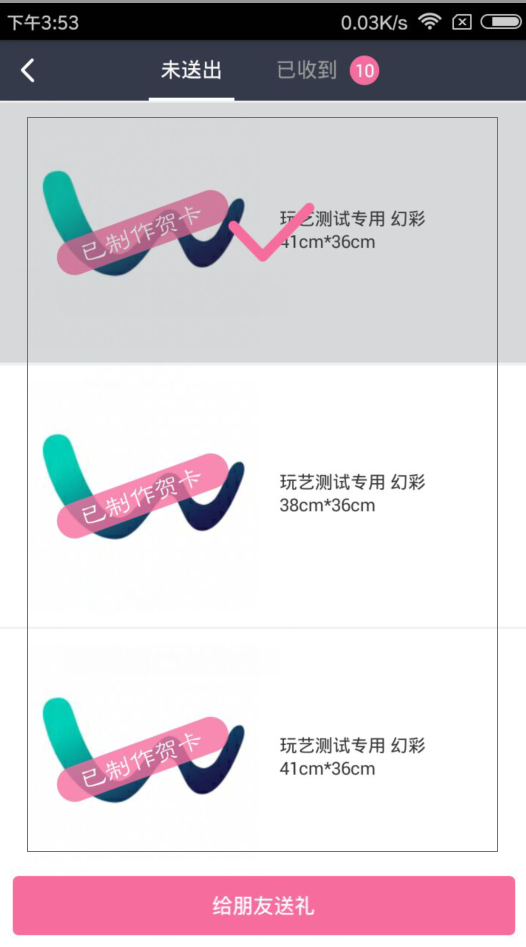 下午3:53
0.03K/s
未送出
已收到
10
已制作贺卡
玩艺测试专用 幻彩
41cm*36cm
已制作贺卡
玩艺测试专用 幻彩
38cm*36cm
已制作贺卡
玩艺测试专用 幻彩
41cm*36cm
给朋友送礼